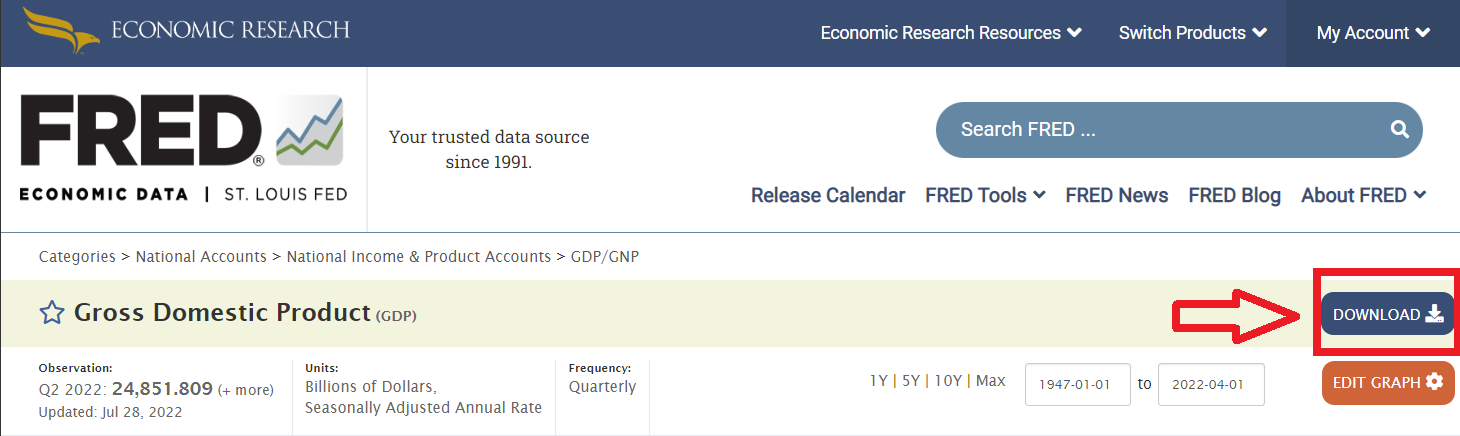 ECONOMIC RESEARCH
Economic Research Resources
Switch Products
My Account
FRED®
ECONOMIC DATA | ST. LOUIS FED
Your trusted data source
since 1991.
Search FRED ...
Release Calendar
FRED Tools
FRED News
FRED Blog
About FRED
Categories > National Accounts > National Income & Product Accounts > GDP/GNP
Gross Domestic Product (GDP)
DOWNLOAD
Observation:
Q2 2022: 24,851.809 (+ more)
Updated: Jul 28, 2022
Units:
Billions of Dollars,
Seasonally Adjusted Annual Rate
Frequency:
Quarterly
1Y | 5Y | 10Y | Max
1947-01-01 to 2022-04-01
EDIT GRAPH